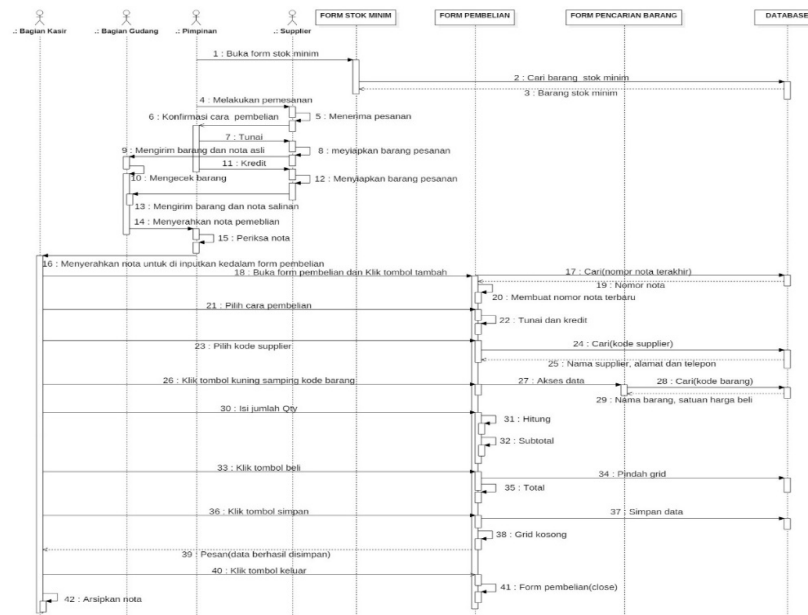 FORM STOK MINIM
FORM PEMBELIAN
FORM PENCARIAN BARANG
DATABASE
.: Bagian Kasir
.: Bagian Gudang
.: Pimpinan
.: Supplier
1 : Buka form stok minim
2 : Cari barang stok minim
3 : Barang stok minim
4 : Melakukan pemesanan
5 : Menerima pesanan
6 : Konfirmasi cara pembelian
7 : Tunai
8 : meyiapkan barang pesanan
9 : Mengirim barang dan nota asli
10 : Mengecek barang
11 : Kredit
12 : Menyiapkan barang pesanan
13 : Mengirim barang dan nota salinan
14 : Menyerahkan nota pemeblian
15 : Periksa nota
16 : Menyerahkan nota untuk di inputkan kedalam form pembelian
17 : Cari(nomor nota terakhir)
18 : Buka form pembelian dan Klik tombol tambah
19 : Nomor nota
20 : Membuat nomor nota terbaru
21 : Pilih cara pembelian
22 : Tunai dan kredit
23 : Pilih kode supplier
24 : Cari(kode supplier)
25 : Nama supplier, alamat dan telepon
26 : Klik tombol kuning samping kode barang
27 : Akses data
28 : Cari(kode barang)
29 : Nama barang, satuan harga beli
30 : Isi jumlah Qty
31 : Hitung
32 : Subtotal
33 : Klik tombol beli
34 : Pindah grid
35 : Total
36 : Klik tombol simpan
37 : Simpan data
38 : Grid kosong
39 : Pesan(data berhasil disimpan)
40 : Klik tombol keluar
41 : Form pembelian(close)
42 : Arsipkan nota